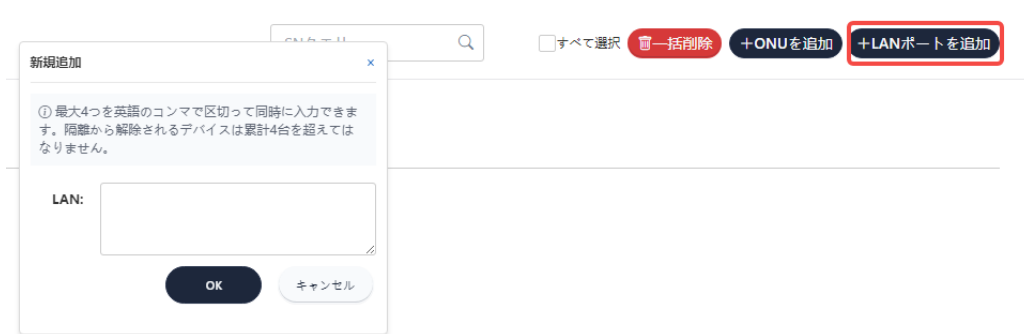 すべて選択
一括削除
+ONUを追加
+LANポートを追加
新規追加
×
ⓘ 最大4つを英語のコンマで区切って同時に入力できま
す。隔離から解除されるデバイスは累計4台を超えては
なりません。
LAN:
OK
キャンセル